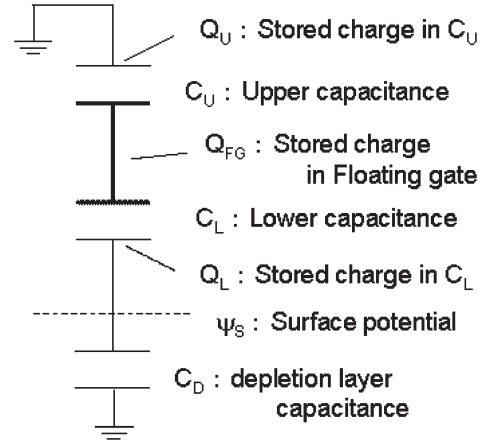 Q_U : Stored charge in C_U
C_U : Upper capacitance
Q_FG : Stored charge
in Floating gate
C_L : Lower capacitance
Q_L : Stored charge in C_L
ψ_S : Surface potential
C_D : depletion layer
capacitance